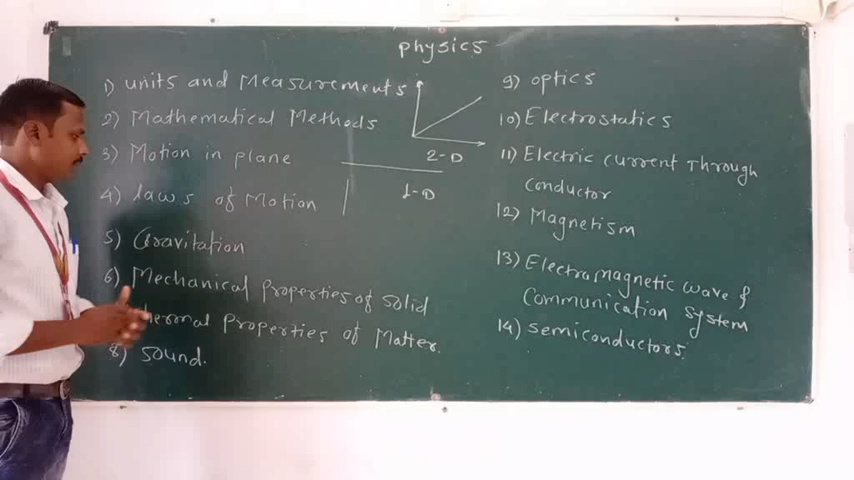 physics
1) units and Measurements
2) Mathematical Methods
3) Motion in plane
4) laws of Motion
5) Gravitation
6) Mechanical properties of solid
thermal properties of Matter.
8) sound.
2-D
1-D
9) optics
10) Electrostatics
11) Electric current Through
conductor
12) Magnetism
13) Electromagnetic wave &
communication system
14) semiconductors.